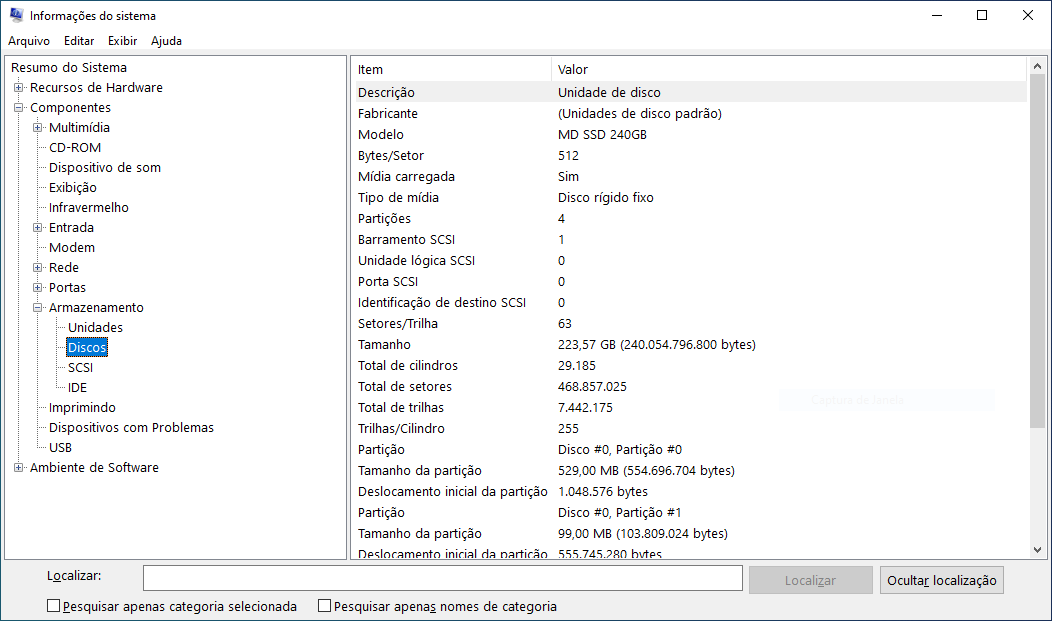 Informações do sistema
Arquivo Editar Exibir Ajuda
Resumo do Sistema
Recursos de Hardware
Componentes
Multimídia
CD-ROM
Dispositivo de som
Exibição
Infravermelho
Entrada
Modem
Rede
Portas
Armazenamento
Unidades
Discos
SCSI
IDE
Imprimindo
Dispositivos com Problemas
USB
Ambiente de Software
Item Valor
Descrição Unidade de disco
Fabricante (Unidades de disco padrão)
Modelo MD SSD 240GB
Bytes/Setor 512
Mídia carregada Sim
Tipo de mídia Disco rígido fixo
Partições 4
Barramento SCSI 1
Unidade lógica SCSI 0
Porta SCSI 0
Identificação de destino SCSI 0
Setores/Trilha 63
Tamanho 223,57 GB (240.054.796.800 bytes)
Total de cilindros 29.185
Total de setores 468.857.025
Total de trilhas 7.442.175
Trilhas/Cilindro 255
Partição Disco #0, Partição #0
Tamanho da partição 529,00 MB (554.696.704 bytes)
Deslocamento inicial da partição 1.048.576 bytes
Partição Disco #0, Partição #1
Tamanho da partição 99,00 MB (103.809.024 bytes)
Deslocamento inicial da partição 555.745.280 bytes
Localizar: Localizar Ocultar localização
Pesquisar apenas categoria selecionada Pesquisar apenas nomes de categoria